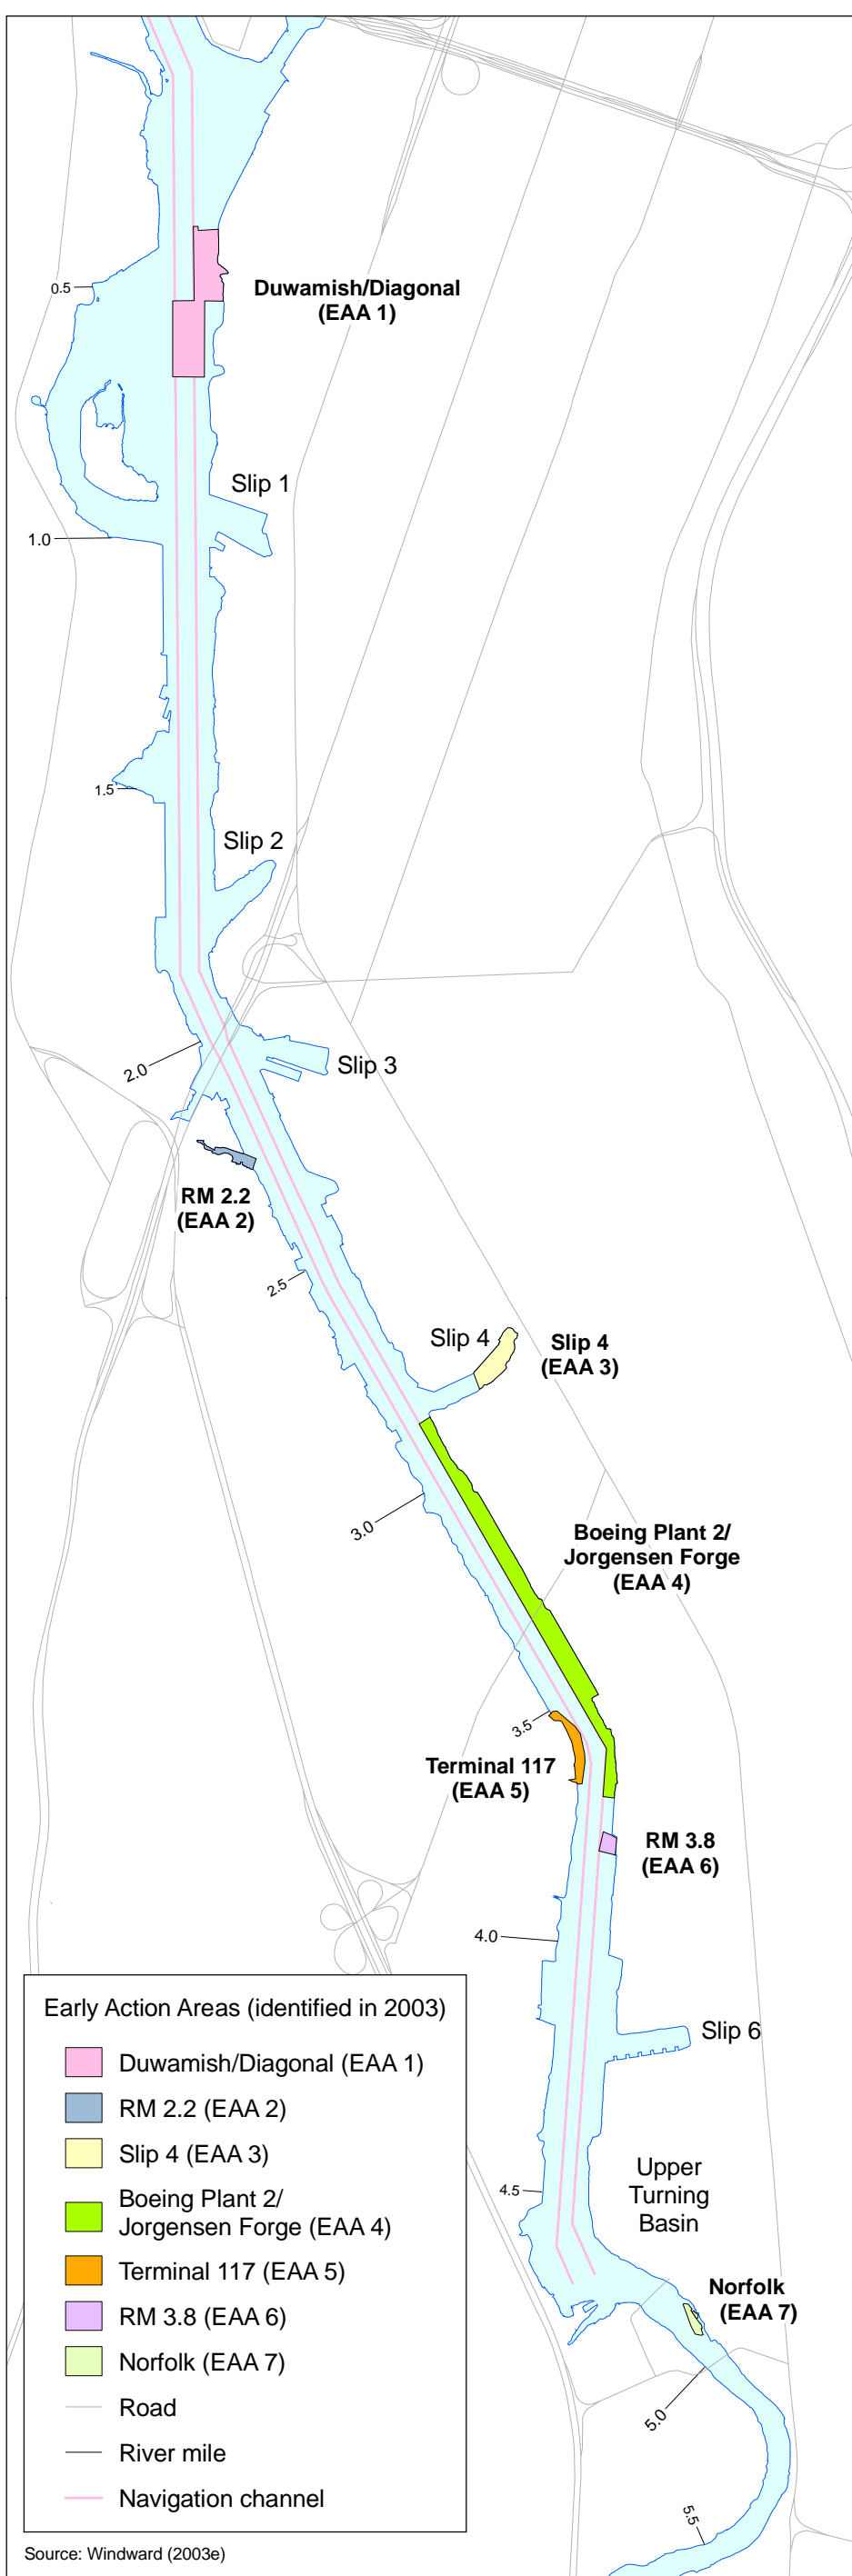 0.5
Duwamish/Diagonal
(EAA 1)
Slip 1
1.0
1.5
Slip 2
2.0
Slip 3
RM 2.2
(EAA 2)
2.5
Slip 4
Slip 4
(EAA 3)
3.0
Boeing Plant 2/
Jorgensen Forge
(EAA 4)
3.5
Terminal 117
(EAA 5)
RM 3.8
(EAA 6)
4.0
Slip 6
4.5
Upper
Turning
Basin
Norfolk
(EAA 7)
5.0
5.5
Early Action Areas (identified in 2003)
Duwamish/Diagonal (EAA 1)
RM 2.2 (EAA 2)
Slip 4 (EAA 3)
Boeing Plant 2/
Jorgensen Forge (EAA 4)
Terminal 117 (EAA 5)
RM 3.8 (EAA 6)
Norfolk (EAA 7)
Road
River mile
Navigation channel
Source: Windward (2003e)